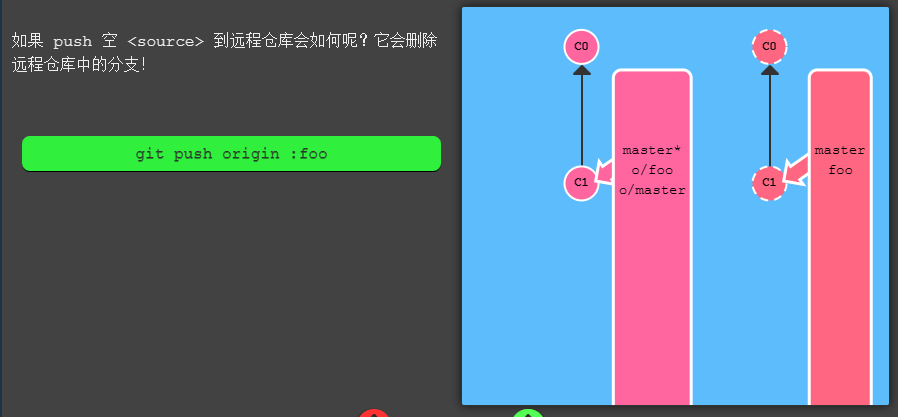 如果 push 空 <source> 到远程仓库会如何呢？它会删除
远程仓库中的分支！
git push origin :foo
C0
C1
master*
o/foo
o/master
C0
C1
master
foo